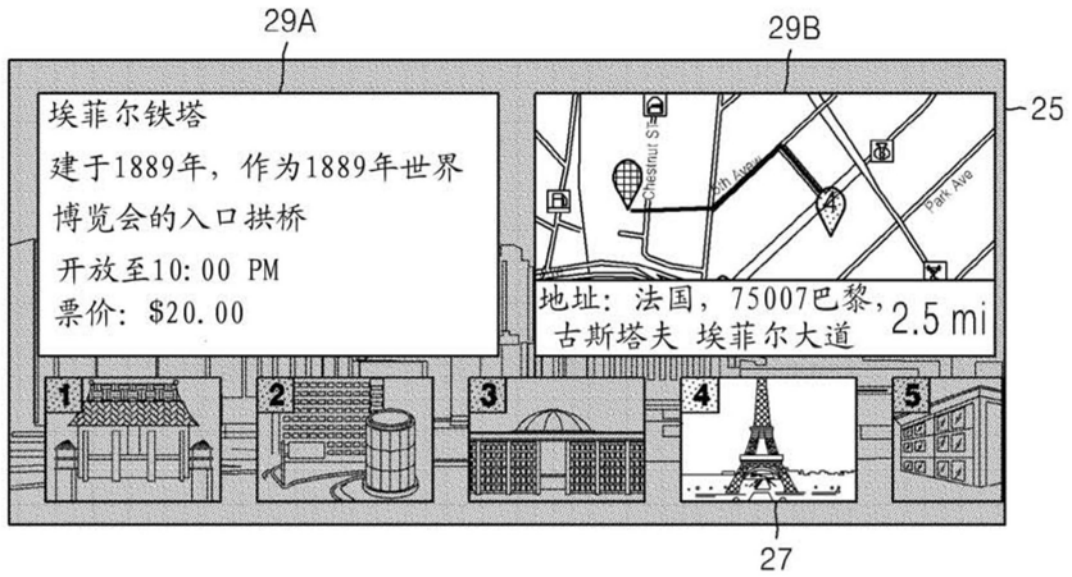 29A
29B
25
埃菲尔铁塔
建于1889年，作为1889年世界
博览会的入口拱桥
开放至10:00 PM
票价：$20.00
Chestnut ST
5th Avew
Park Ave
4
地址：法国，75007巴黎，
古斯塔夫 埃菲尔大道
2.5 mi
1
2
3
4
5
27